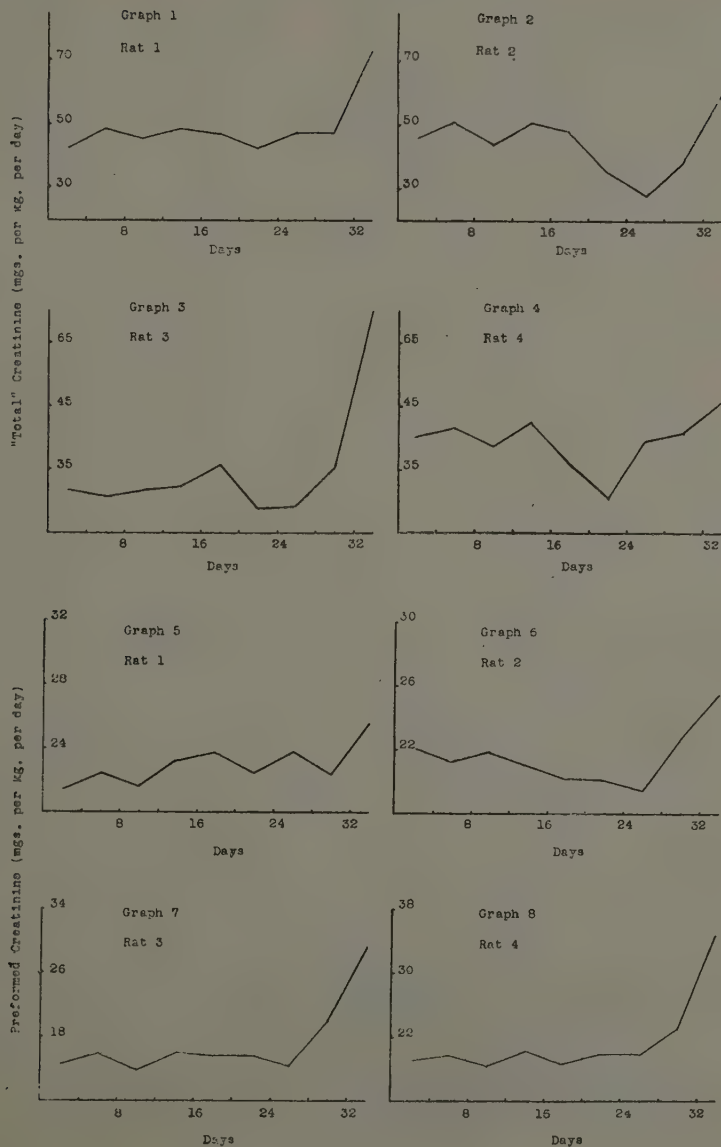 "Total" Creatinine (mgs. per kg. per day)
Graph 1
Rat 1
70
50
30
8 16 24 32
Days
Graph 2
Rat 2
70
50
30
8 16 24 32
Days
Graph 3
Rat 3
65
45
35
8 16 24 32
Days
Graph 4
Rat 4
65
45
35
8 16 24 32
Days
Preformed Creatinine (mgs. per kg. per day)
Graph 5
Rat 1
32
28
24
8 16 24 32
Days
Graph 6
Rat 2
30
26
22
8 16 24 32
Days
Graph 7
Rat 3
34
26
18
8 16 24 32
Days
Graph 8
Rat 4
38
30
22
8 16 24 32
Days